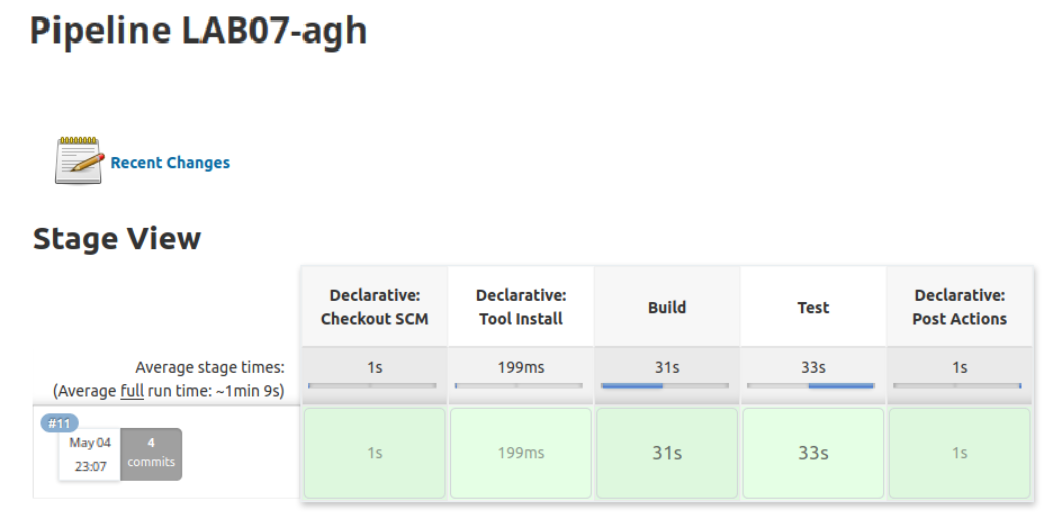 Pipeline LAB07-agh
Recent Changes
Stage View
Declarative: Checkout SCM
Declarative: Tool Install
Build
Test
Declarative: Post Actions
Average stage times:
(Average full run time: ~1min 9s)
1s
199ms
31s
33s
1s
#11
May 04
23:07
4
commits
1s
199ms
31s
33s
1s